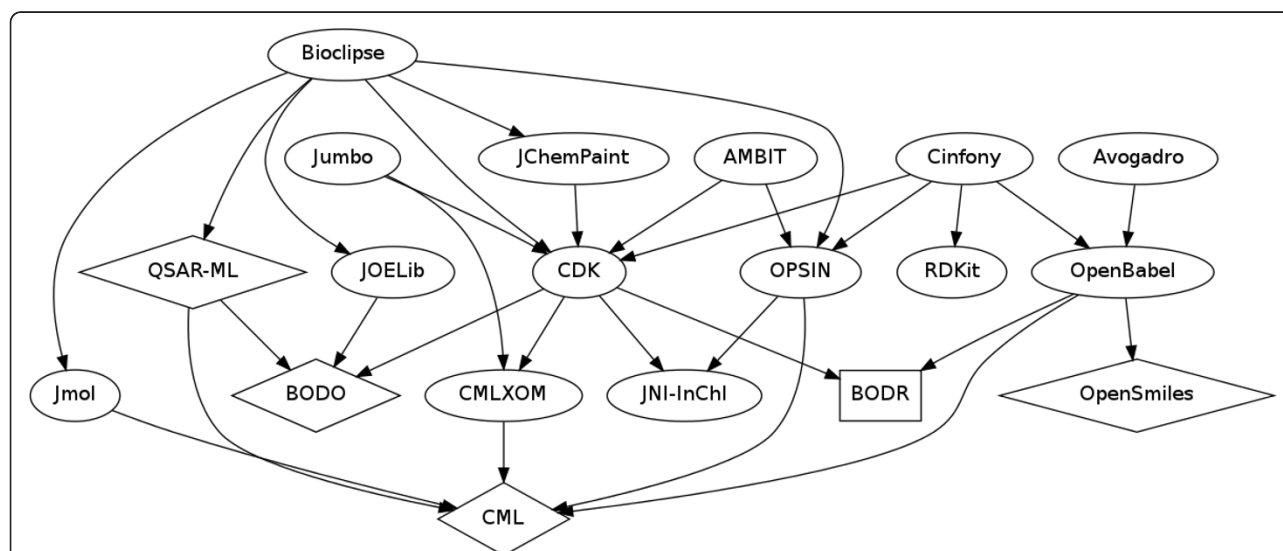 Bioclipse
Jumbo
JChemPaint
AMBIT
Cinfony
Avogadro
QSAR-ML
JOELib
CDK
OPSIN
RDKit
OpenBabel
Jmol
BODO
CMLXOM
JNI-InChI
BODR
OpenSmiles
CML